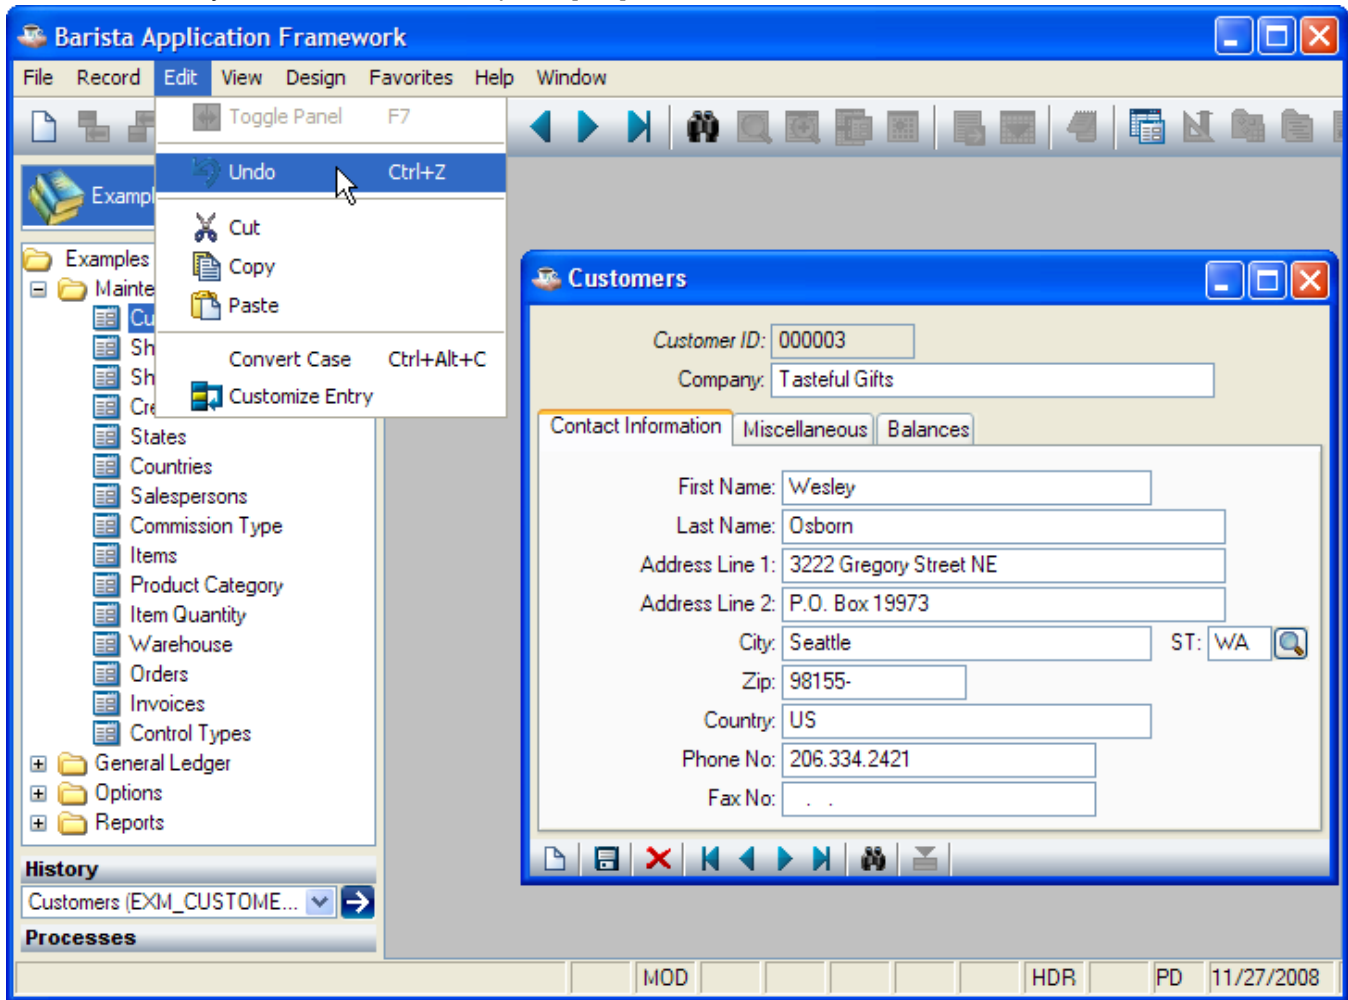 Barista Application Framework
File Record Edit View Design Favorites Help Window
Toggle Panel F7
Undo Ctrl+Z
Cut
Copy
Paste
Convert Case Ctrl+Alt+C
Customize Entry
Examples
States
Countries
Salespersons
Commission Type
Items
Product Category
Item Quantity
Warehouse
Orders
Invoices
Control Types
General Ledger
Options
Reports
History
Customers (EXM_CUSTOME...
Processes
Customers
Customer ID: 000003
Company: Tasteful Gifts
Contact Information Miscellaneous Balances
First Name: Wesley
Last Name: Osborn
Address Line 1: 3222 Gregory Street NE
Address Line 2: P.O. Box 19973
City: Seattle ST: WA
Zip: 98155-
Country: US
Phone No: 206.334.2421
Fax No: . .
MOD HDR PD 11/27/2008